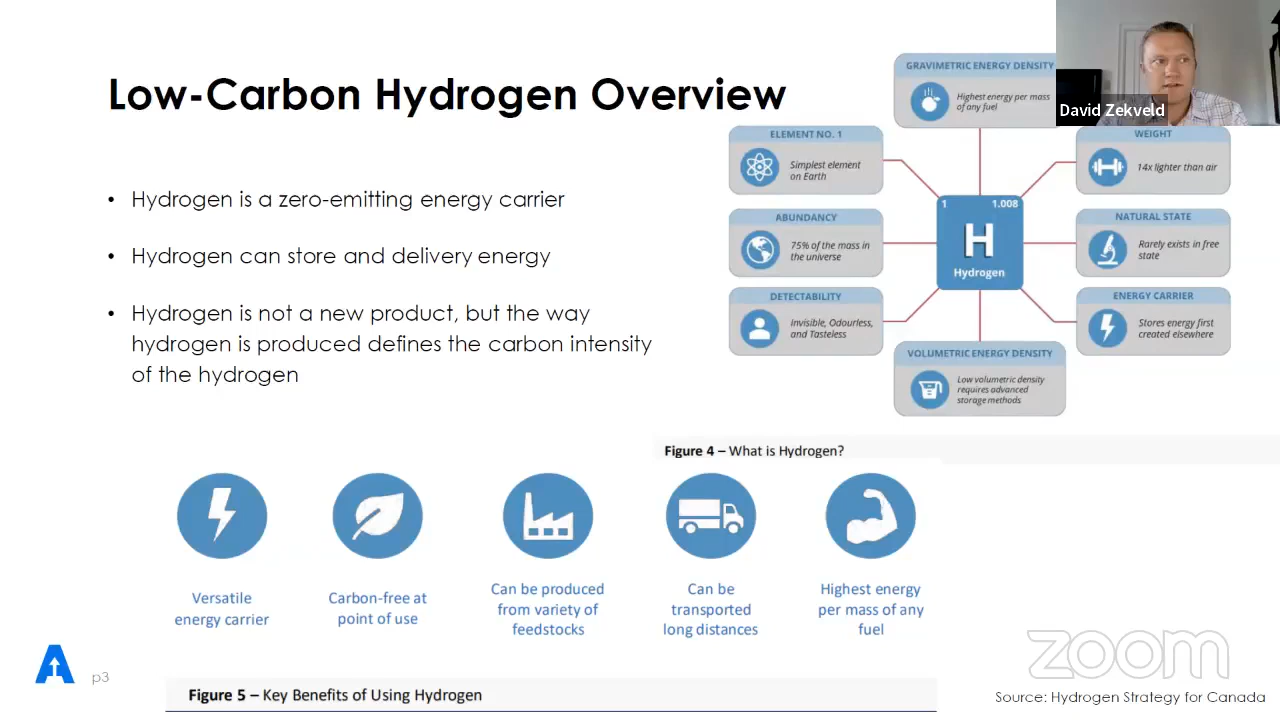 Low-Carbon Hydrogen Overview
• Hydrogen is a zero-emitting energy carrier
• Hydrogen can store and delivery energy
• Hydrogen is not a new product, but the way
hydrogen is produced defines the carbon intensity
of the hydrogen
GRAVIMETRIC ENERGY DENSITY
Highest energy per mass
of any fuel
David Zekveld
ELEMENT NO. 1
Simplest element
on Earth
WEIGHT
14x lighter than air
ABUNDANCY
75% of the mass in
the universe
1 1.008
H
Hydrogen
NATURAL STATE
Rarely exists in free
state
DETECTABILITY
Invisible, Odourless,
and Tasteless
ENERGY CARRIER
Stores energy first
created elsewhere
VOLUMETRIC ENERGY DENSITY
Low volumetric density
requires advanced
storage methods
Figure 4 – What is Hydrogen?
Versatile
energy carrier
Carbon-free at
point of use
Can be produced
from variety of
feedstocks
Can be
transported
long distances
Highest energy
per mass of any
fuel
Figure 5 – Key Benefits of Using Hydrogen
p3
zoom
Source: Hydrogen Strategy for Canada